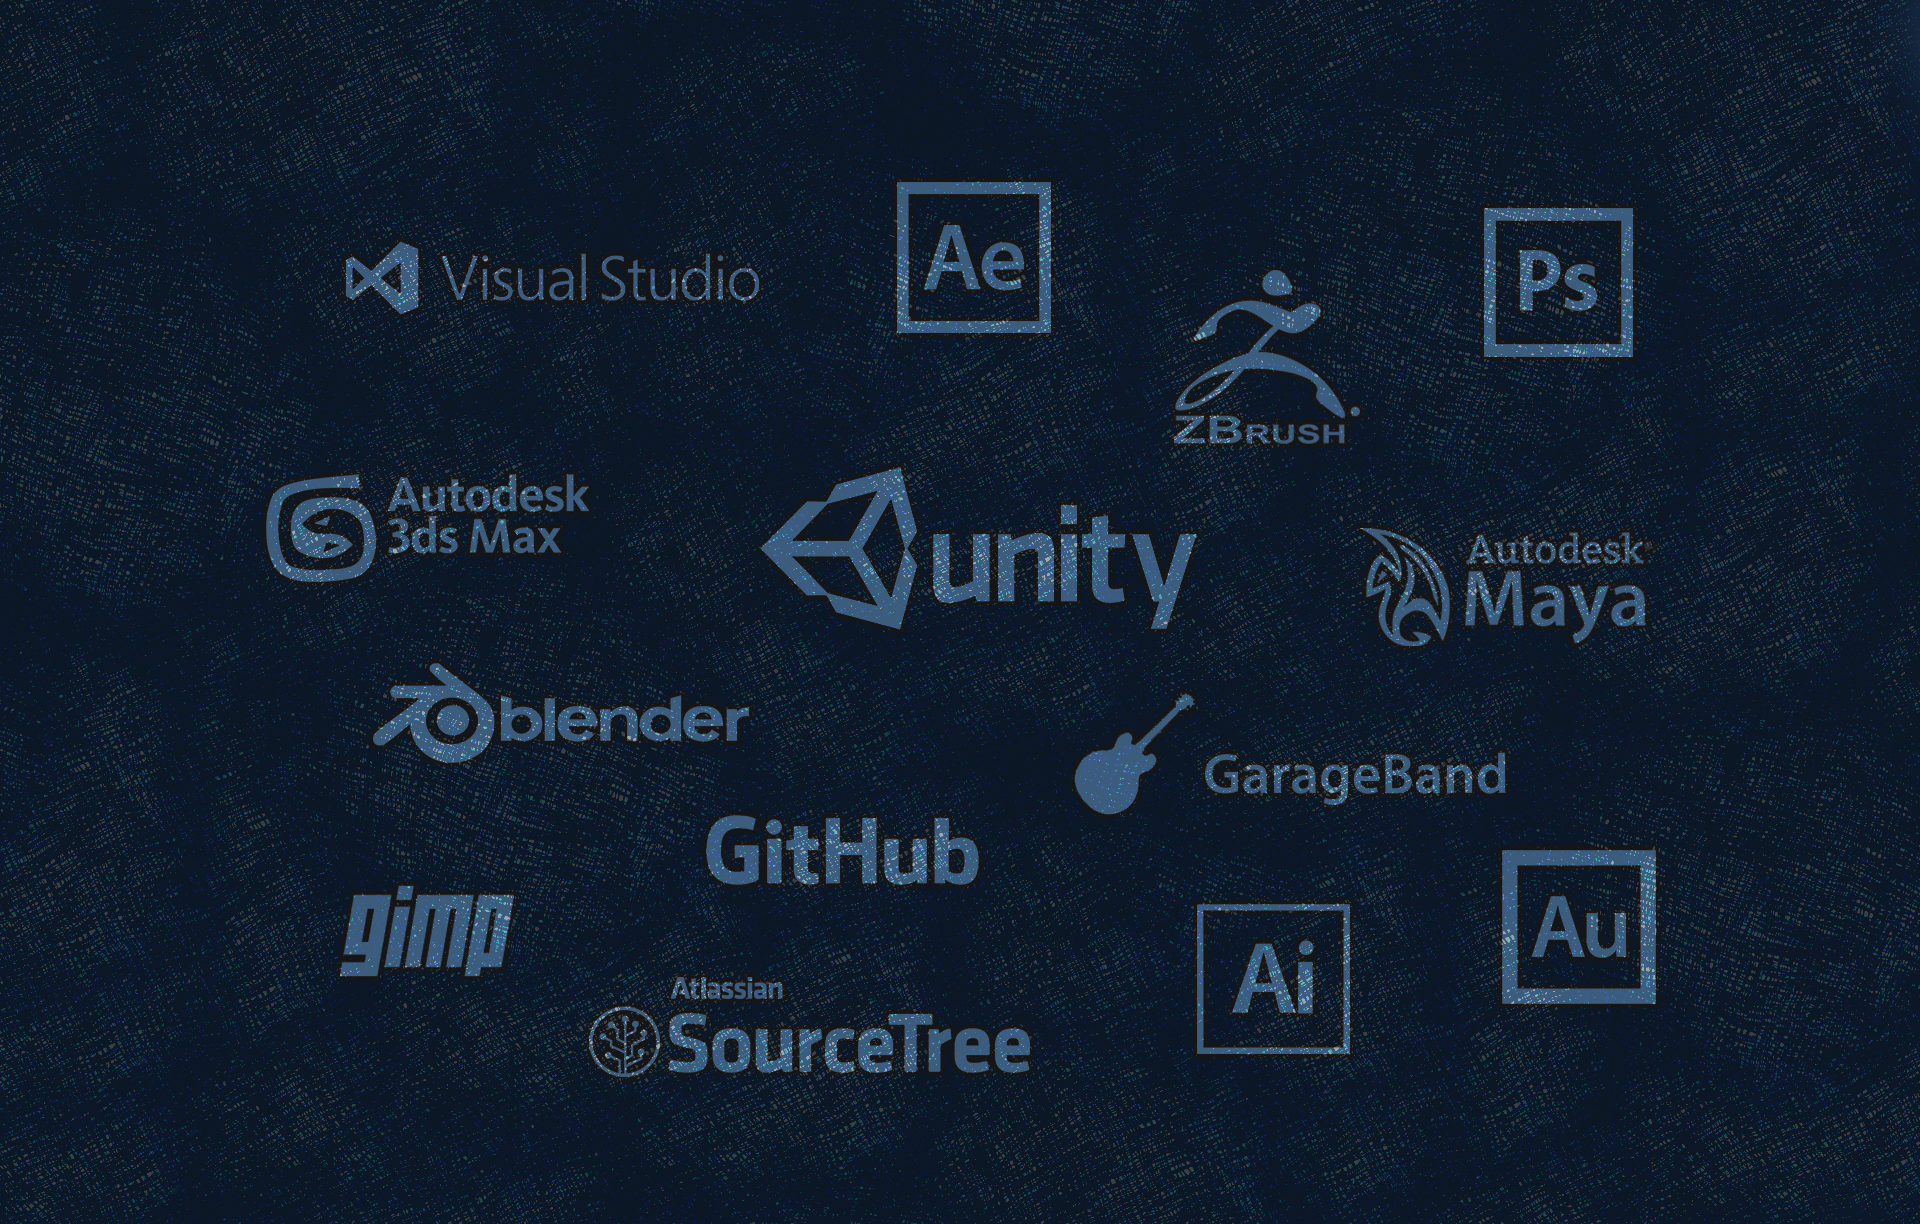 Visual Studio
Ae
Ps
ZBRUSH
Autodesk
3ds Max
unity
Autodesk
Maya
blender
GarageBand
GitHub
gimp
Ai
Au
Atlassian
SourceTree